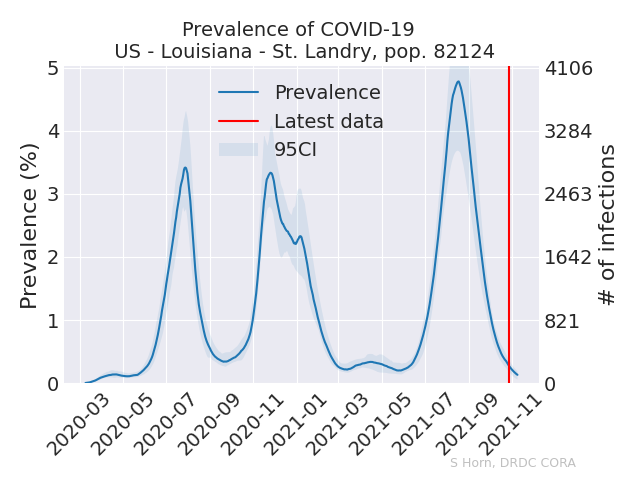 Prevalence of COVID-19
US - Louisiana - St. Landry, pop. 82124
Prevalence (%)
5
4
3
2
1
0
Prevalence
Latest data
95CI
4106
3284
2463
1642
821
0
# of infections
2020-03
2020-05
2020-07
2020-09
2020-11
2021-01
2021-03
2021-05
2021-07
2021-09
2021-11
S Horn, DRDC CORA